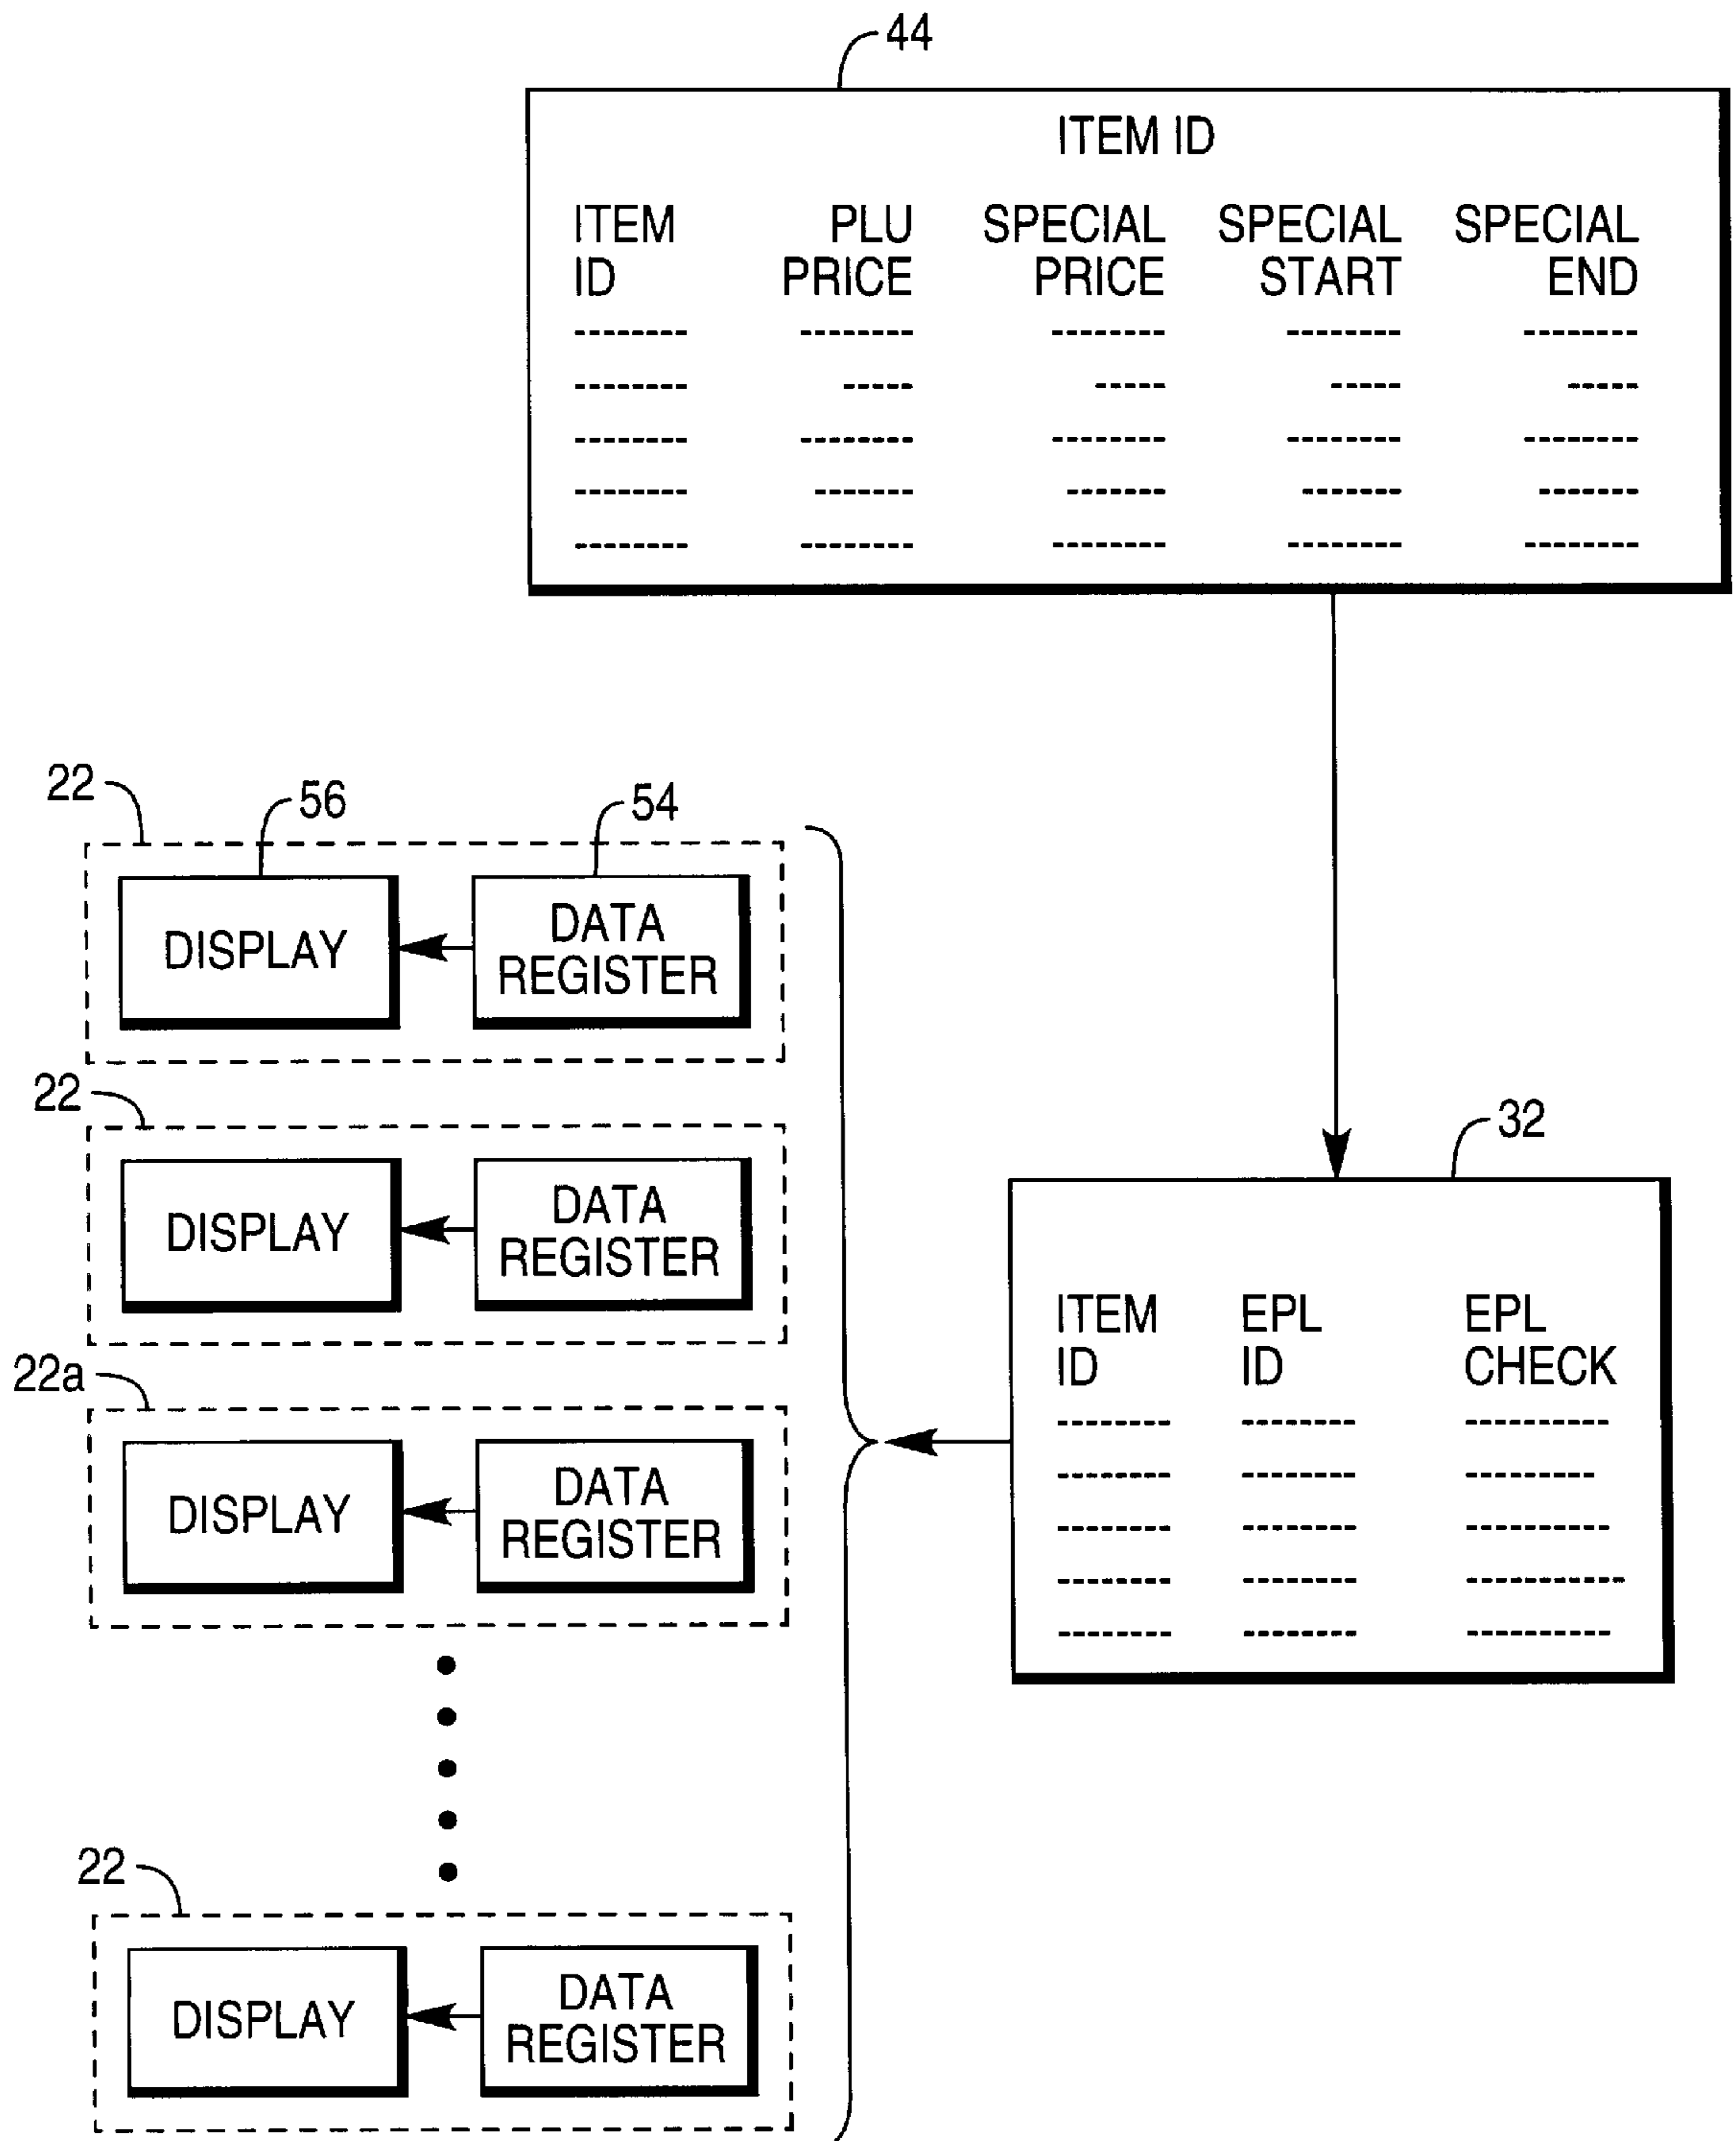 44
ITEM ID
ITEM PLU SPECIAL SPECIAL SPECIAL
ID PRICE PRICE START END
22
56
54
DISPLAY
DATA
REGISTER
22
DISPLAY
DATA
REGISTER
22a
DISPLAY
DATA
REGISTER
22
DISPLAY
DATA
REGISTER
32
ITEM EPL EPL
ID ID CHECK